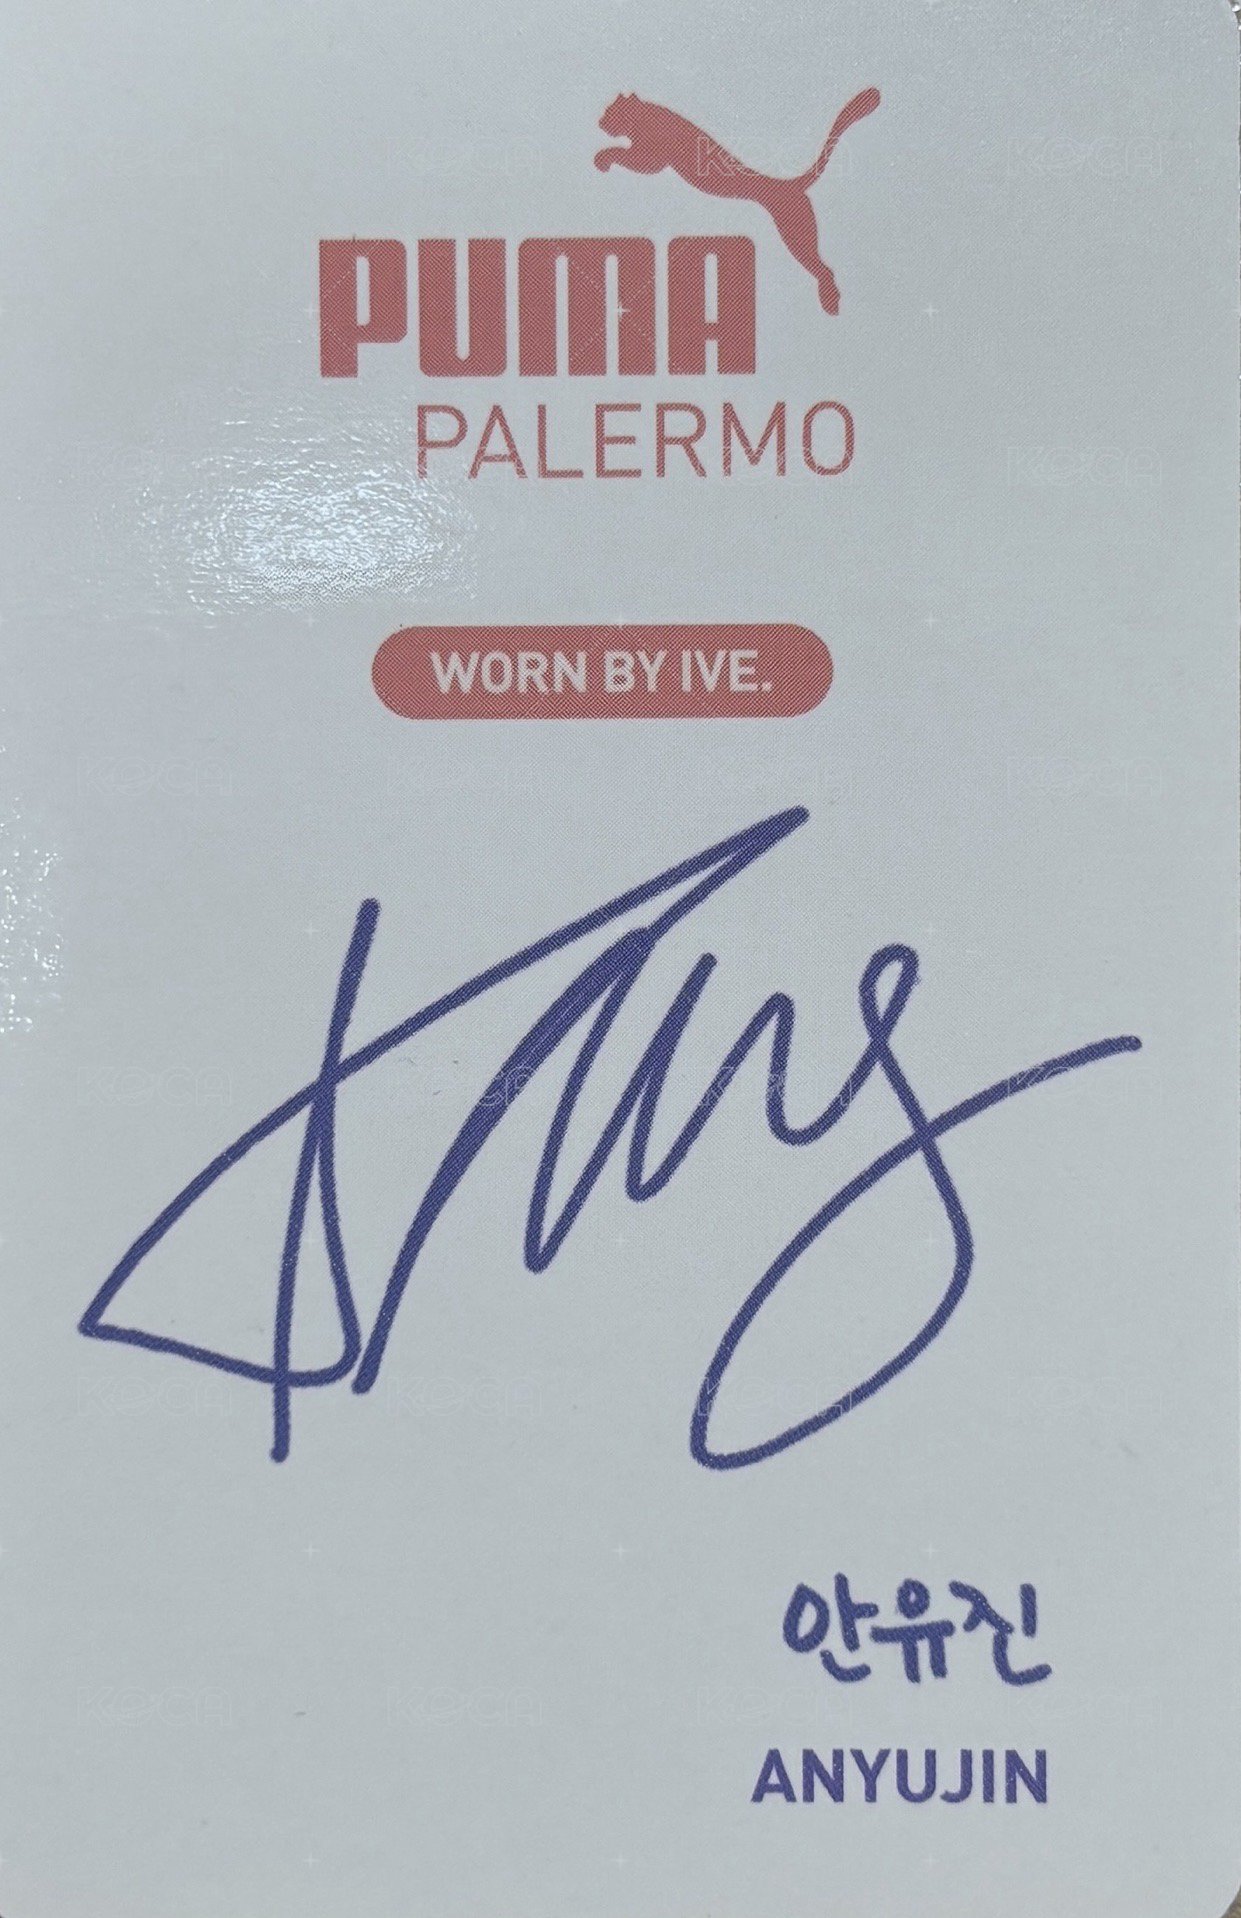 PUMA
PALERMO
WORN BY IVE.
안유진
ANYUJIN